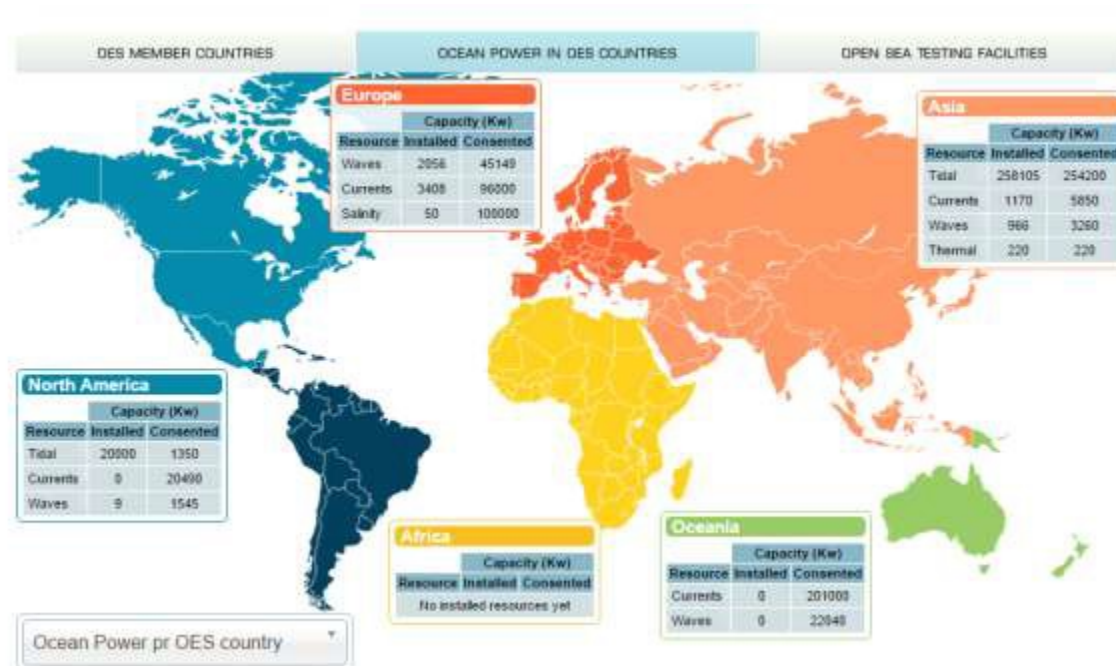 OES MEMBER COUNTRIES
OCEAN POWER IN OES COUNTRIES
OPEN SEA TESTING FACILITIES
Europe
Capacity (Kw)
Resource Installed Consented
Waves 2056 45149
Currents 3408 96000
Salinity 50 100000
Asia
Capacity (Kw)
Resource Installed Consented
Tidal 258105 254200
Currents 1170 5850
Waves 966 3260
Thermal 220 220
North America
Capacity (Kw)
Resource Installed Consented
Tidal 20000 1350
Currents 0 20490
Waves 9 1545
Africa
Capacity (Kw)
Resource Installed Consented
No installed resources yet
Oceania
Capacity (Kw)
Resource Installed Consented
Currents 0 201000
Waves 0 22040
Ocean Power pr OES country